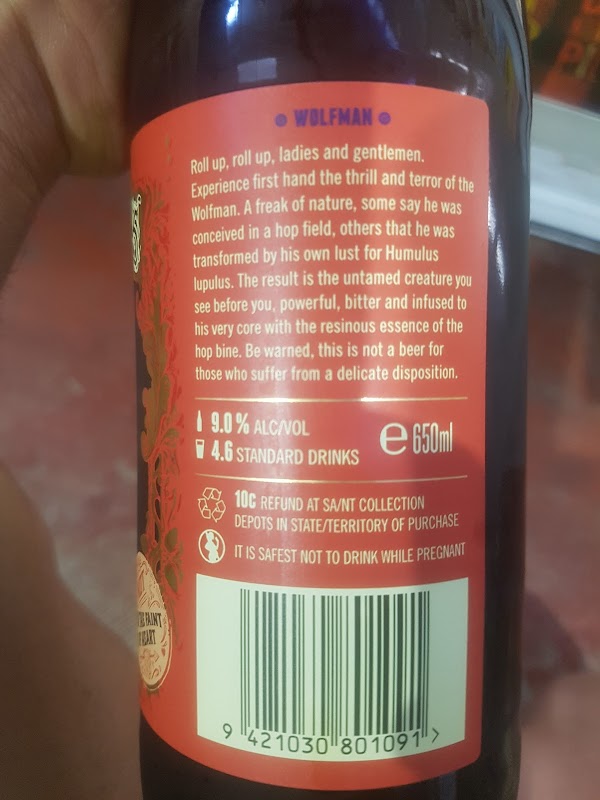 • WOLFMAN •
Roll up, roll up, ladies and gentlemen.
Experience first hand the thrill and terror of the
Wolfman. A freak of nature, some say he was
conceived in a hop field, others that he was
transformed by his own lust for Humulus
lupulus. The result is the untamed creature you
see before you, powerful, bitter and infused to
his very core with the resinous essence of the
hop bine. Be warned, this is not a beer for
those who suffer from a delicate disposition.
9.0% ALC/VOL
4.6 STANDARD DRINKS
e 650ml
10c REFUND AT SA/NT COLLECTION
DEPOTS IN STATE/TERRITORY OF PURCHASE
IT IS SAFEST NOT TO DRINK WHILE PREGNANT
9 421030 801091 >
FAINT
HEART